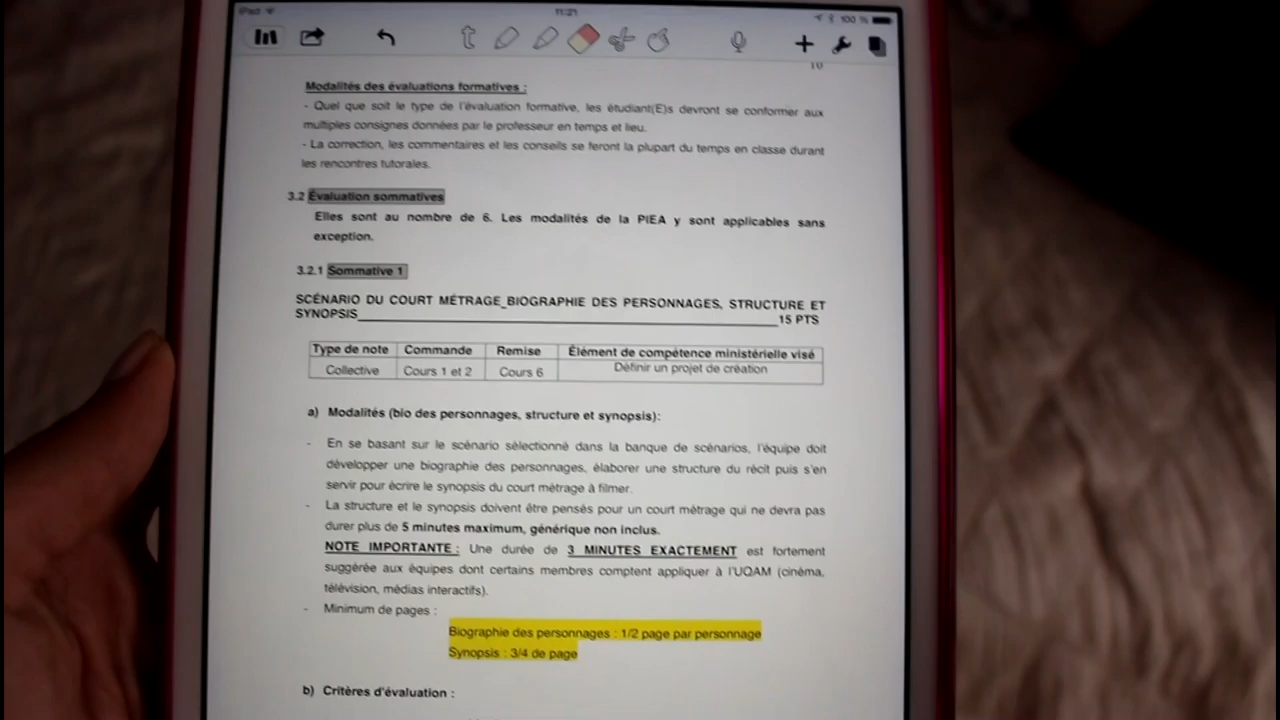 iPad
11:21
100 %
10
Modalités des évaluations formatives :
- Quel que soit le type de l'évaluation formative, les étudiant(E)s devront se conformer aux
multiples consignes données par le professeur en temps et lieu.
- La correction, les commentaires et les conseils se feront la plupart du temps en classe durant
les rencontres tutorales.
3.2 Évaluation sommatives
Elles sont au nombre de 6. Les modalités de la PIEA y sont applicables sans
exception.
3.2.1 Sommative 1
SCÉNARIO DU COURT MÉTRAGE_BIOGRAPHIE DES PERSONNAGES, STRUCTURE ET
SYNOPSIS 15 PTS
Type de note Commande Remise Élément de compétence ministérielle visé
Collective Cours 1 et 2 Cours 6 Définir un projet de création
a) Modalités (bio des personnages, structure et synopsis):
- En se basant sur le scénario sélectionné dans la banque de scénarios, l'équipe doit
développer une biographie des personnages, élaborer une structure du récit puis s'en
servir pour écrire le synopsis du court métrage à filmer.
- La structure et le synopsis doivent être pensés pour un court métrage qui ne devra pas
durer plus de 5 minutes maximum, générique non inclus.
NOTE IMPORTANTE : Une durée de 3 MINUTES EXACTEMENT est fortement
suggérée aux équipes dont certains membres comptent appliquer à l'UQAM (cinéma,
télévision, médias interactifs).
- Minimum de pages :
Biographie des personnages : 1/2 page par personnage
Synopsis : 3/4 de page
b) Critères d'évaluation :